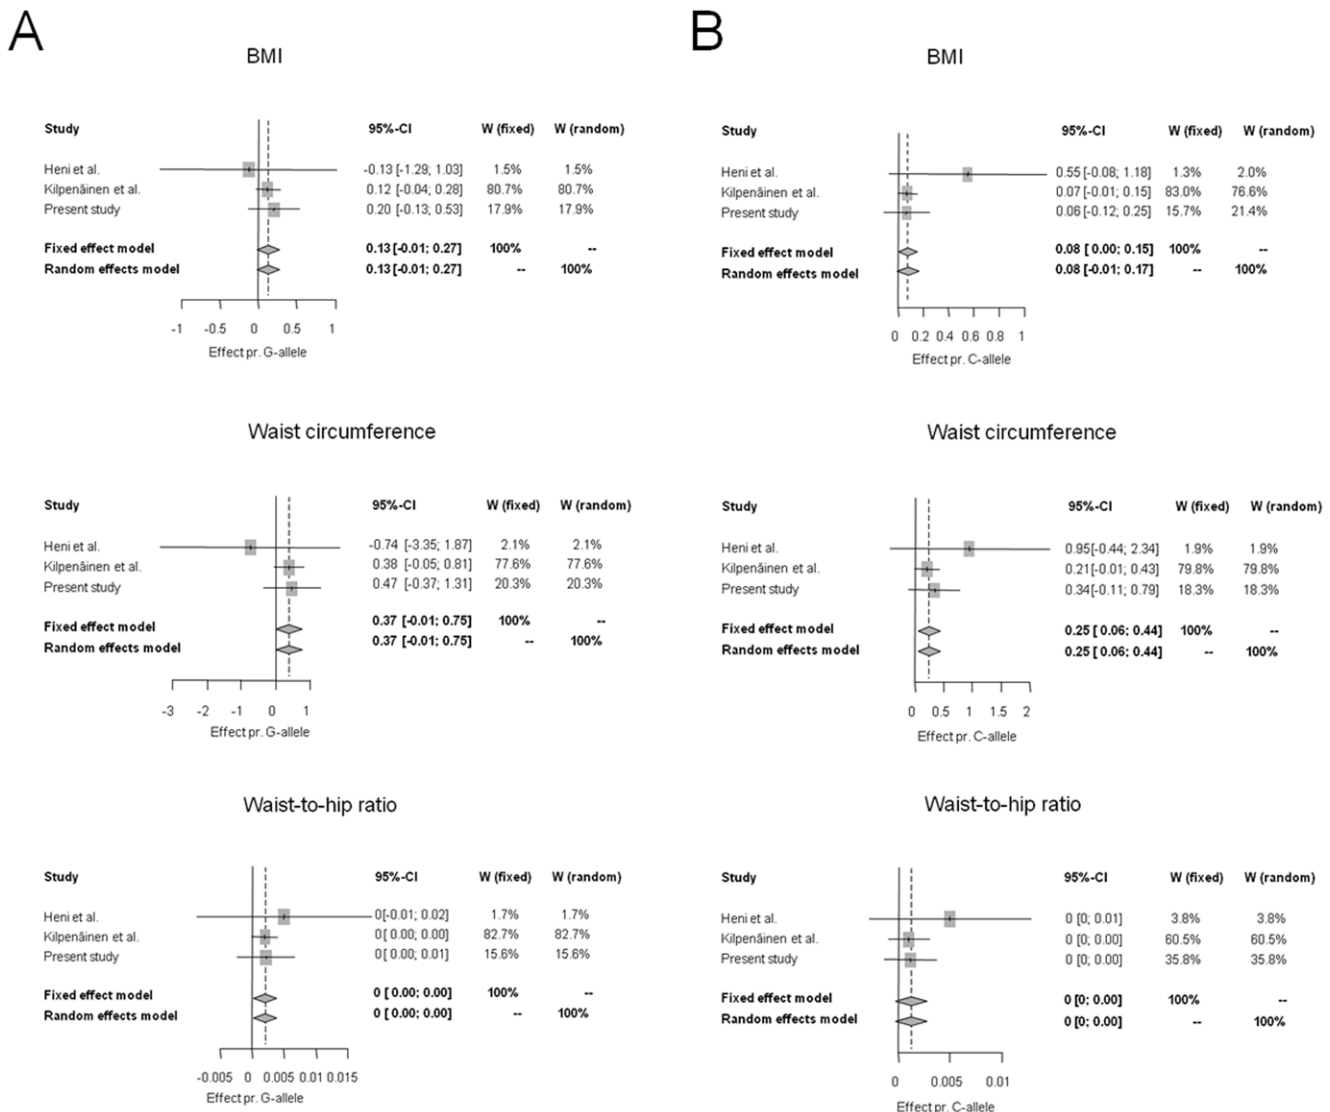 A
BMI
Study 95%-CI W (fixed) W (random)
Heni et al. -0.13 [-1.29; 1.03] 1.5% 1.5%
Kilpenäinen et al. 0.12 [-0.04; 0.28] 80.7% 80.7%
Present study 0.20 [-0.13; 0.53] 17.9% 17.9%
Fixed effect model 0.13 [-0.01; 0.27] 100% --
Random effects model 0.13 [-0.01; 0.27] -- 100%
-1 -0.5 0 0.5 1
Effect pr. G-allele
Waist circumference
Study 95%-CI W (fixed) W (random)
Heni et al. -0.74 [-3.35; 1.87] 2.1% 2.1%
Kilpenäinen et al. 0.38 [-0.05; 0.81] 77.6% 77.6%
Present study 0.47 [-0.37; 1.31] 20.3% 20.3%
Fixed effect model 0.37 [-0.01; 0.75] 100% --
Random effects model 0.37 [-0.01; 0.75] -- 100%
-3 -2 -1 0 1
Effect pr. G-allele
Waist-to-hip ratio
Study 95%-CI W (fixed) W (random)
Heni et al. 0[-0.01; 0.02] 1.7% 1.7%
Kilpenäinen et al. 0[ 0.00; 0.00] 82.7% 82.7%
Present study 0[ 0.00; 0.01] 15.6% 15.6%
Fixed effect model 0 [ 0.00; 0.00] 100% --
Random effects model 0 [ 0.00; 0.00] -- 100%
-0.005 0 0.005 0.01 0.015
Effect pr. G-allele
B
BMI
Study 95%-CI W (fixed) W (random)
Heni et al. 0.55 [-0.08; 1.18] 1.3% 2.0%
Kilpenäinen et al. 0.07 [-0.01; 0.15] 83.0% 76.6%
Present study 0.06 [-0.12; 0.25] 15.7% 21.4%
Fixed effect model 0.08 [ 0.00; 0.15] 100% --
Random effects model 0.08 [-0.01; 0.17] -- 100%
0 0.2 0.4 0.6 0.8 1
Effect pr. C-allele
Waist circumference
Study 95%-CI W (fixed) W (random)
Heni et al. 0.95[-0.44; 2.34] 1.9% 1.9%
Kilpenäinen et al. 0.21[-0.01; 0.43] 79.8% 79.8%
Present study 0.34[-0.11; 0.79] 18.3% 18.3%
Fixed effect model 0.25 [ 0.06; 0.44] 100% --
Random effects model 0.25 [ 0.06; 0.44] -- 100%
0 0.5 1 1.5 2
Effect pr. C-allele
Waist-to-hip ratio
Study 95%-CI W (fixed) W (random)
Heni et al. 0 [0; 0.01] 3.8% 3.8%
Kilpenäinen et al. 0 [0; 0.00] 60.5% 60.5%
Present study 0 [0; 0.00] 35.8% 35.8%
Fixed effect model 0 [0; 0.00] 100% --
Random effects model 0 [0; 0.00] -- 100%
0 0.005 0.01
Effect pr. C-allele